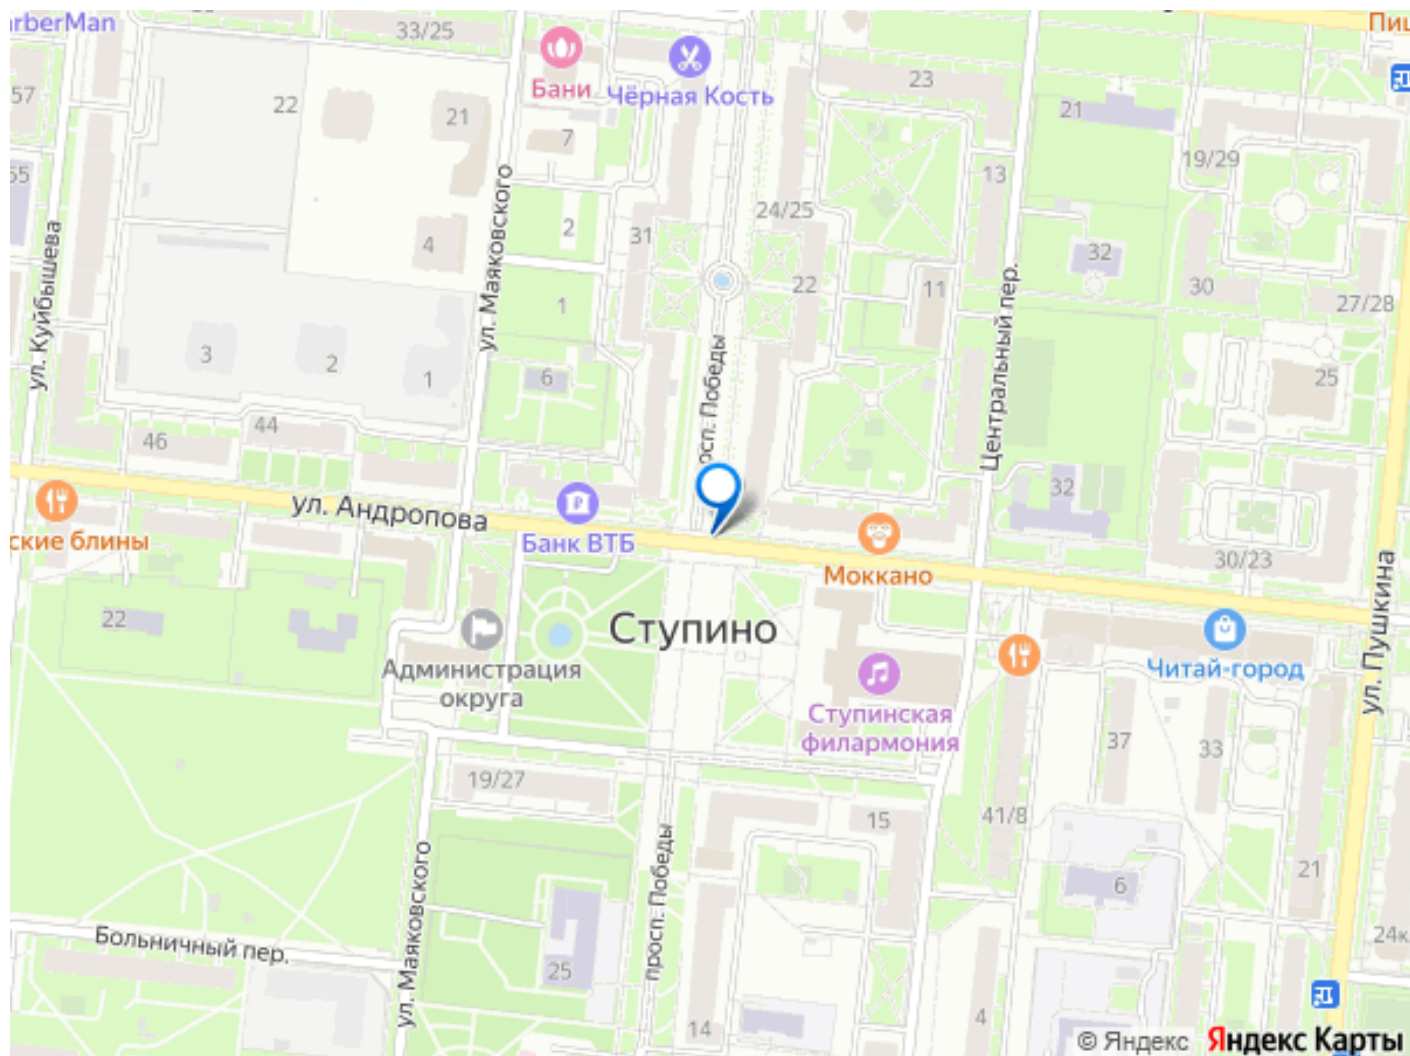 rberMan
33/25
Бани
Чёрная Кость
23
57
22
21
21
7
19/29
55
13
ул. Маяковского
2
24/25
4
31
32
ул. Куйбышева
22
11
30
27/28
1
Центральный пер.
3
2
1
6
просп. Победы
25
46
44
32
ул. Андропова
Банк ВТБ
ские блины
Моккано
30/23
22
Ступино
ул. Пушкина
Администрация
округа
Читай-город
Ступинская
филармония
37
33
19/27
15
41/8
21
6
ул. Маяковского
просп. Победы
Больничный пер.
25
24к
14
4
© Яндекс
Яндекс Карты